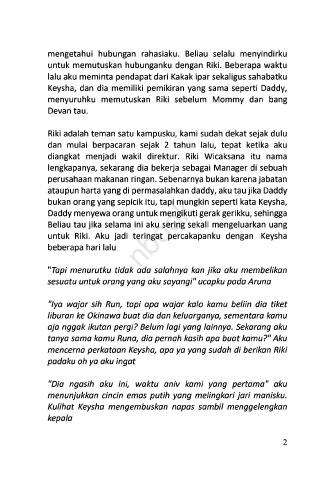 mengetahui hubungan rahasiaku. Beliau selalu menyindirku
untuk memutuskan hubunganku dengan Riki. Beberapa waktu
lalu aku meminta pendapat dari Kakak ipar sekaligus sahabatku
Keysha, dan dia memiliki pemikiran yang sama seperti Daddy,
menyuruhku memutuskan Riki sebelum Mommy dan bang
Devan tau.
Riki adalah teman satu kampusku, kami sudah dekat sejak dulu
dan mulai berpacaran sejak 2 tahun lalu, tepat ketika aku
diangkat menjadi wakil direktur. Riki Wicaksana itu nama
lengkapanya, sekarang dia bekerja sebagai Manager di sebuah
perusahaan makanan ringan. Sebenarnya bukan karena jabatan
ataupun harta yang di permasalahkan daddy, aku tau jika Daddy
bukan orang yang sepicik itu, tapi mungkin seperti kata Keysha,
Daddy menyewa orang untuk mengikuti gerak gerikku, sehingga
Beliau tau jika selama ini aku sering sekali mengeluarkan uang
untuk Riki. Aku jadi teringat percakapanku dengan Keysha
beberapa hari lalu
"Tapi menurutku tidak ada salahnya kan jika aku membelikan
sesuatu untuk orang yang aku sayangi" ucapku pada Aruna
"Iya wajar sih Run, tapi apa wajar kalo kamu beliin dia tiket
liburan ke Okinawa buat dia dan keluarganya, sementara kamu
aja nggak ikutan pergi? Belum lagi yang lainnya. Sekarang aku
tanya sama kamu Runa, dia pernah kasih apa buat kamu?" Aku
mencerna perkataan Keysha, apa ya yang sudah di berikan Riki
padaku oh ya aku ingat
"Dia ngasih aku ini, waktu aniv kami yang pertama" aku
menunjukkan cincin emas putih yang melingkari jari manisku.
Kulihat Keysha mengembuskan napas sambil menggelengkan
kepala
2